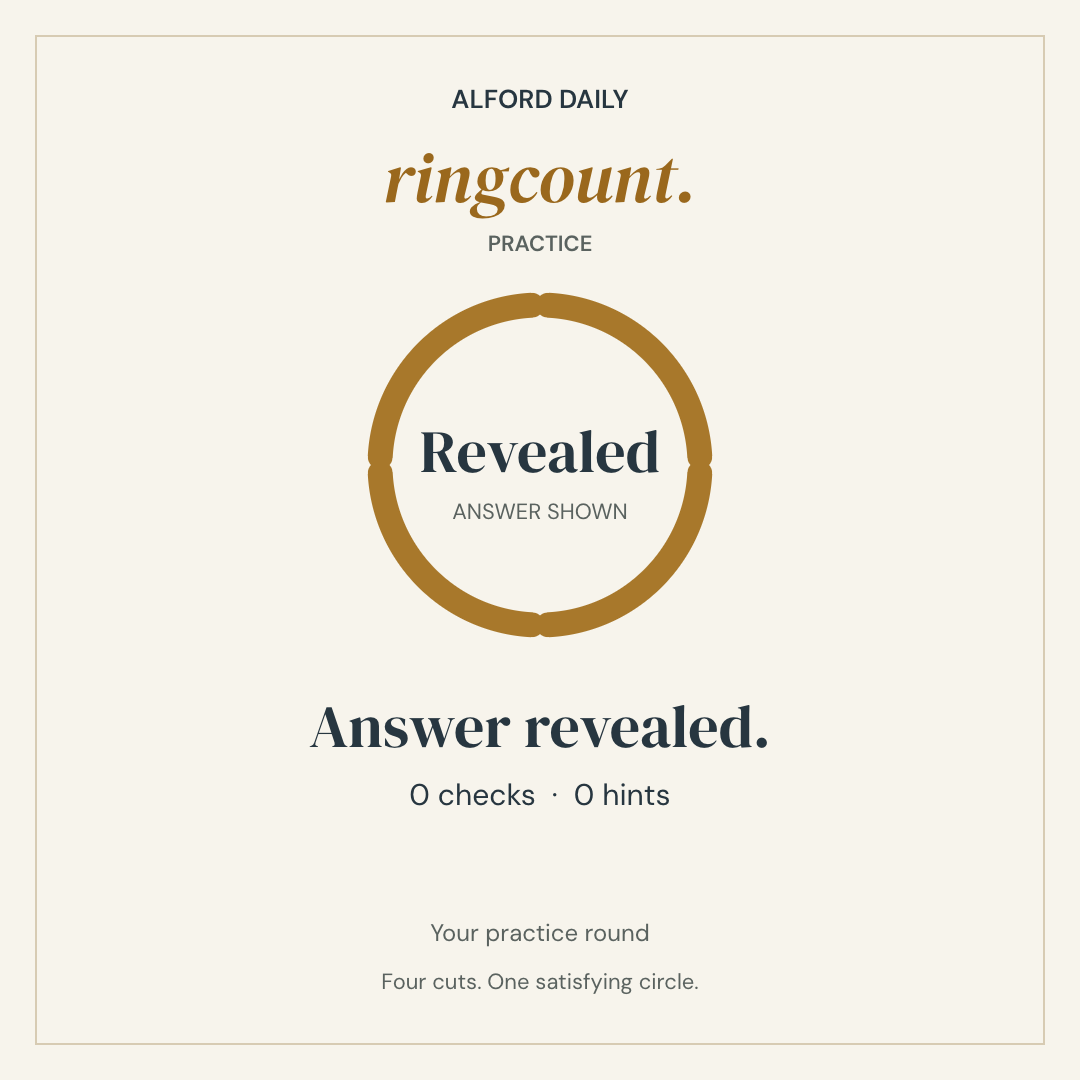 ALFORD DAILY
ringcount.
PRACTICE
Revealed
ANSWER SHOWN
Answer revealed.
0 checks · 0 hints
Your practice round
Four cuts. One satisfying circle.